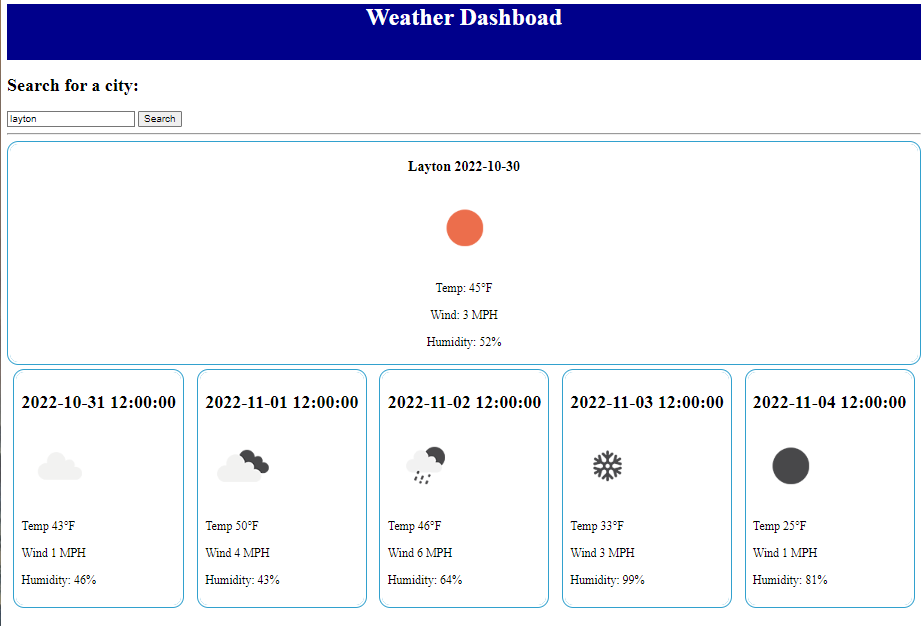 Weather Dashboad
Search for a city:
layton Search
Layton 2022-10-30
Temp: 45°F
Wind: 3 MPH
Humidity: 52%
2022-10-31 12:00:00
Temp 43°F
Wind 1 MPH
Humidity: 46%
2022-11-01 12:00:00
Temp 50°F
Wind 4 MPH
Humidity: 43%
2022-11-02 12:00:00
Temp 46°F
Wind 6 MPH
Humidity: 64%
2022-11-03 12:00:00
Temp 33°F
Wind 3 MPH
Humidity: 99%
2022-11-04 12:00:00
Temp 25°F
Wind 1 MPH
Humidity: 81%